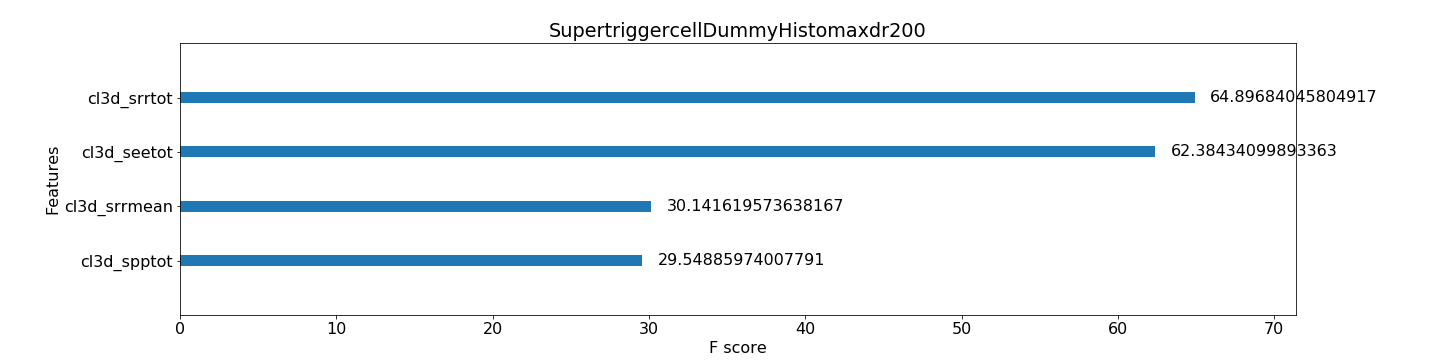 SupertriggercellDummyHistomaxdr200
cl3d_srrtot
64.89684045804917
cl3d_seetot
62.38434099893363
Features
cl3d_srrmean
30.141619573638167
cl3d_spptot
29.54885974007791
0 10 20 30 40 50 60 70
F score